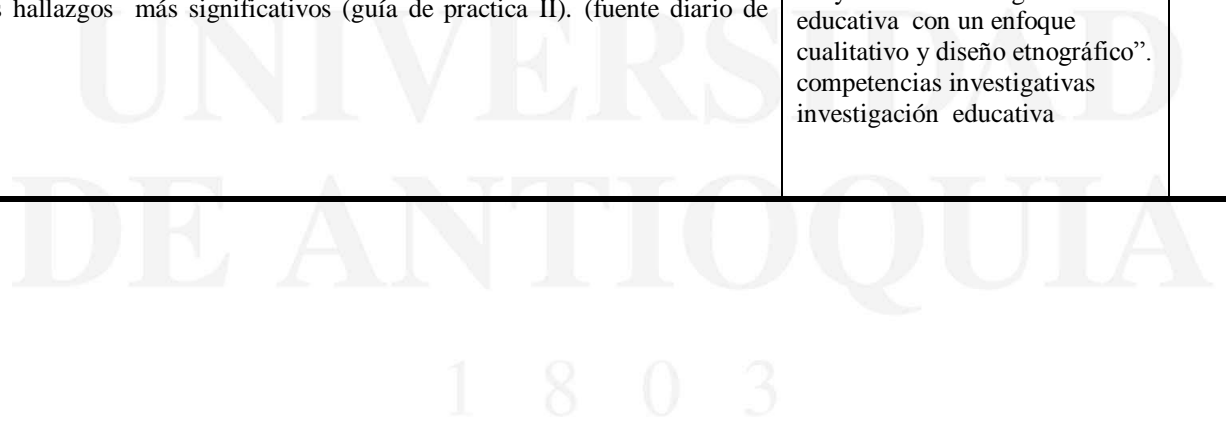 hallazgos más significativos (guía de practica II). (fuente diario de
educativa con un enfoque
cualitativo y diseño etnográfico”.
competencias investigativas
investigación educativa
UNIVERSIDAD
DE ANTIOQUIA
1 8 0 3